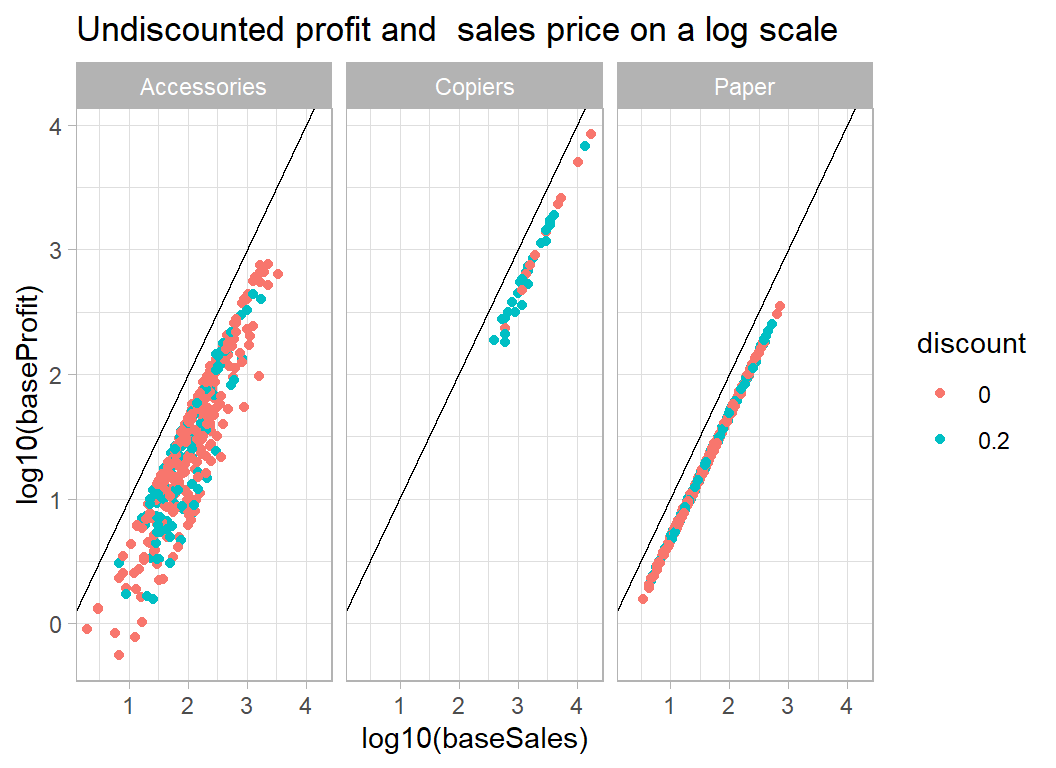 Undiscounted profit and  sales price on a log scale
Accessories
Copiers
Paper
4
3
2
1
0
log10(baseProfit)
1 2 3 4
1 2 3 4
1 2 3 4
log10(baseSales)
discount
0
0.2